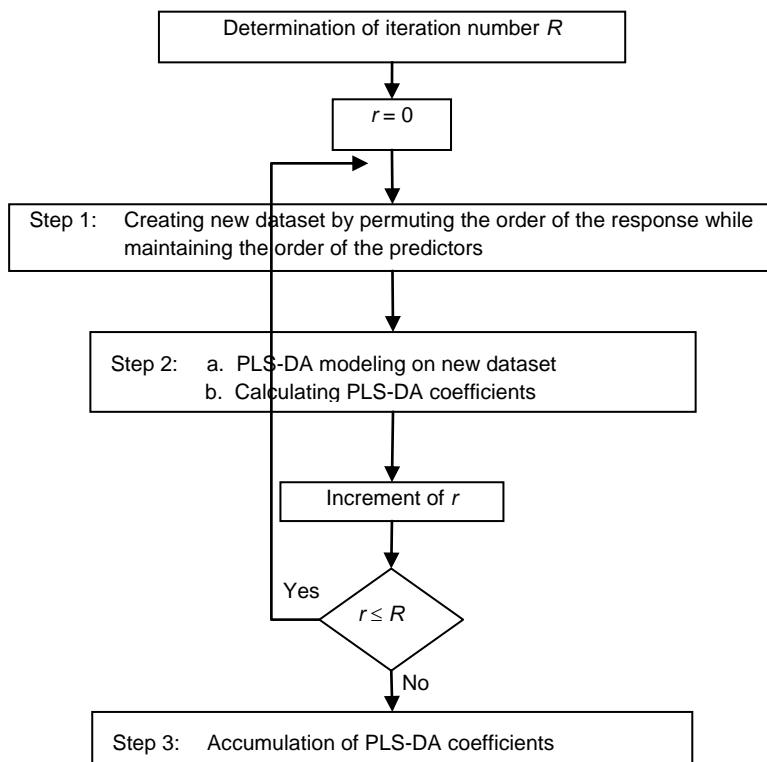 Determination of iteration number R
r = 0
Step 1: Creating new dataset by permuting the order of the response while
maintaining the order of the predictors
Step 2: a. PLS-DA modeling on new dataset
b. Calculating PLS-DA coefficients
Increment of r
Yes
r ≤ R
No
Step 3: Accumulation of PLS-DA coefficients